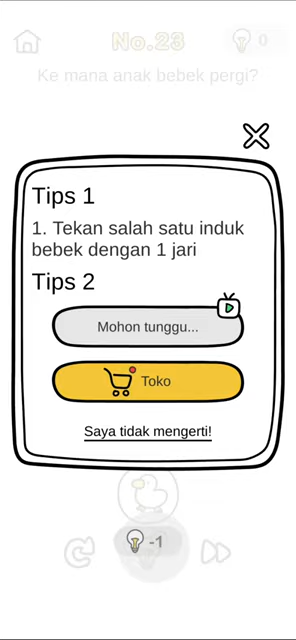 No.23
0
Ke mana anak bebek pergi?
Tips 1
1. Tekan salah satu induk
bebek dengan 1 jari
Tips 2
Mohon tunggu...
Toko
Saya tidak mengerti!
-1